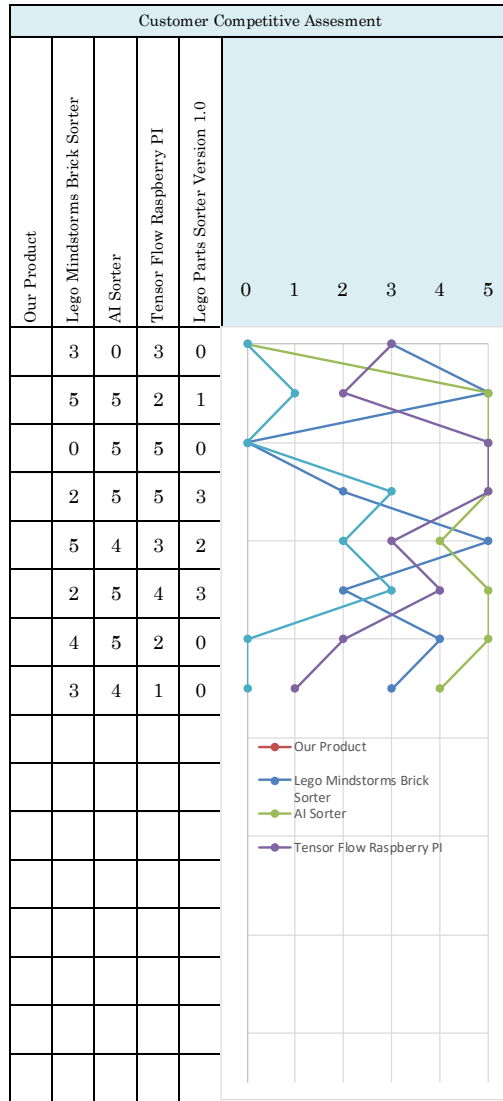 Customer Competitive Assesment
Our Product
Lego Mindstorms Brick Sorter
AI Sorter
Tensor Flow Raspberry PI
Lego Parts Sorter Version 1.0
0 1 2 3 4 5
3 0 3 0
5 5 2 1
0 5 5 0
2 5 5 3
5 4 3 2
2 5 4 3
4 5 2 0
3 4 1 0
Our Product
Lego Mindstorms Brick
Sorter
AI Sorter
Tensor Flow Raspberry PI